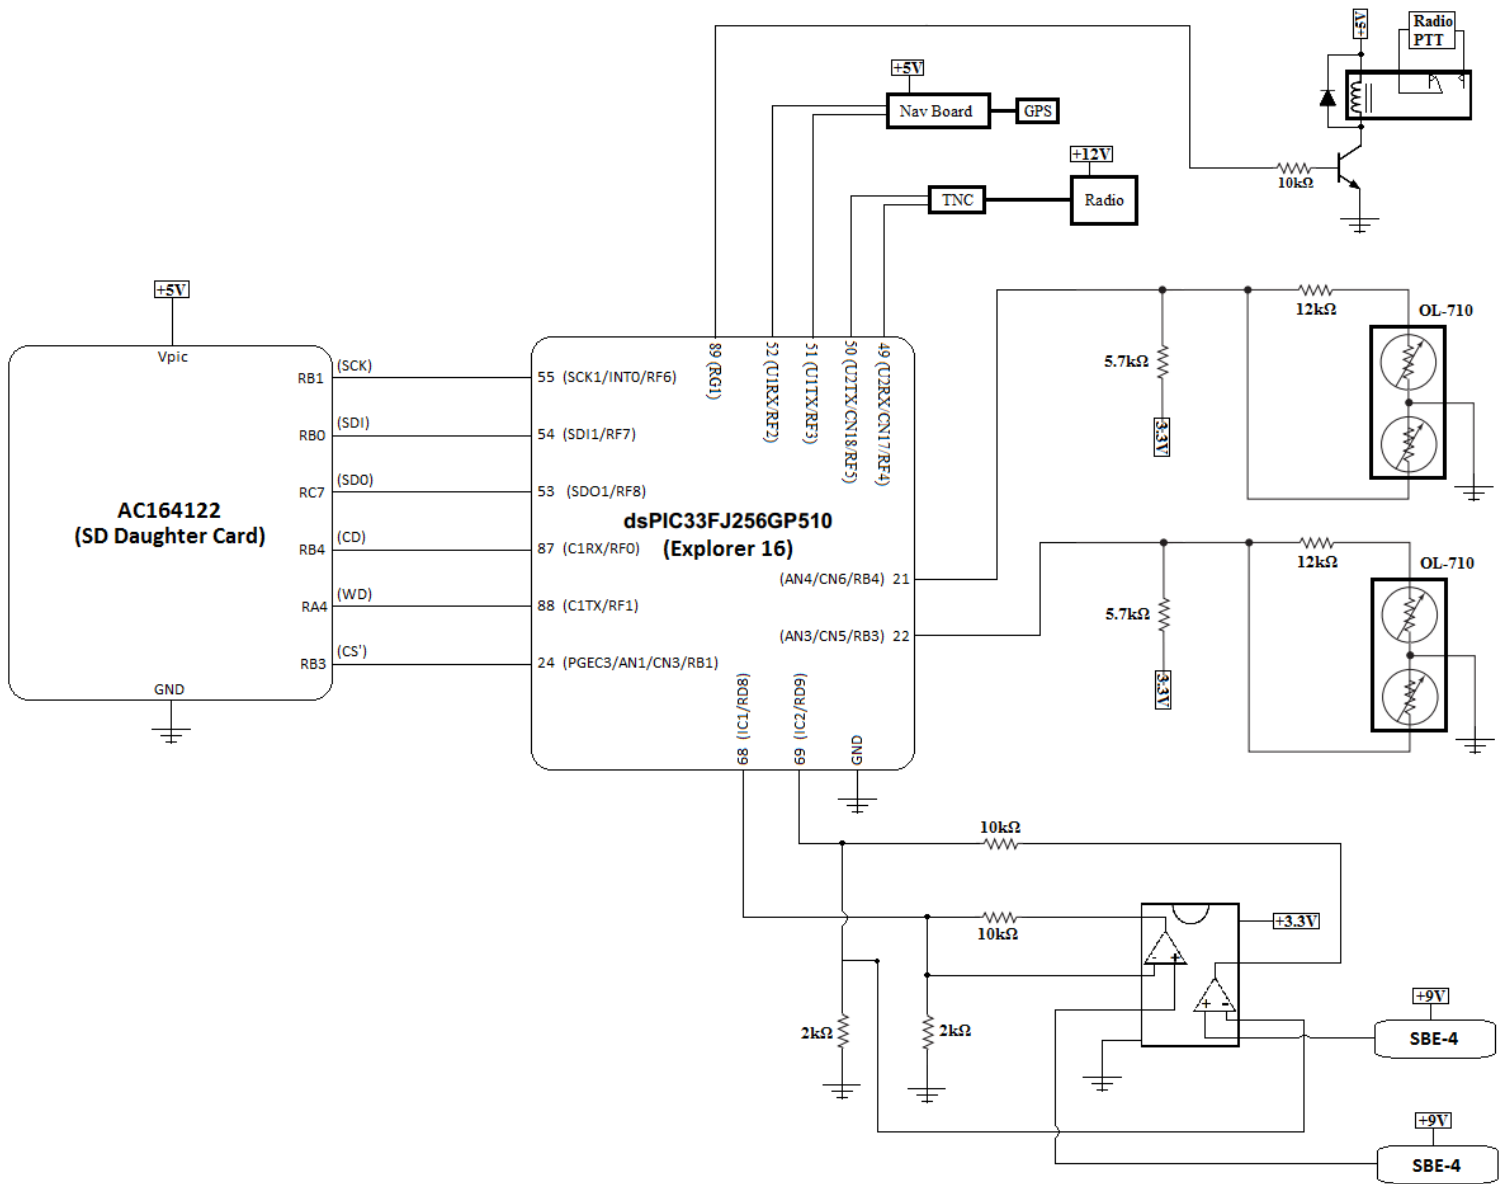 +5V
Radio
PTT
+5V
Nav Board
GPS
+12V
TNC
Radio
10kΩ
+5V
Vpic
RB1
(SCK)
RB0
(SDI)
RC7
(SDO)
RB4
(CD)
RA4
(WD)
RB3
(CS')
AC164122
(SD Daughter Card)
GND
89 (RG1)
52 (U1RX/RF2)
51 (U1TX/RF3)
50 (U2TX/CN18/RF5)
49 (U2RX/CN17/RF4)
55 (SCK1/INT0/RF6)
54 (SDI1/RF7)
53 (SDO1/RF8)
87 (C1RX/RF0)
88 (C1TX/RF1)
24 (PGEC3/AN1/CN3/RB1)
dsPIC33FJ256GP510
(Explorer 16)
(AN4/CN6/RB4) 21
(AN3/CN5/RB3) 22
68 (IC1/RD8)
69 (IC2/RD9)
GND
12kΩ
OL-710
5.7kΩ
3.3V
12kΩ
OL-710
5.7kΩ
3.3V
10kΩ
10kΩ
2kΩ
2kΩ
- +
+ -
+3.3V
+9V
SBE-4
+9V
SBE-4